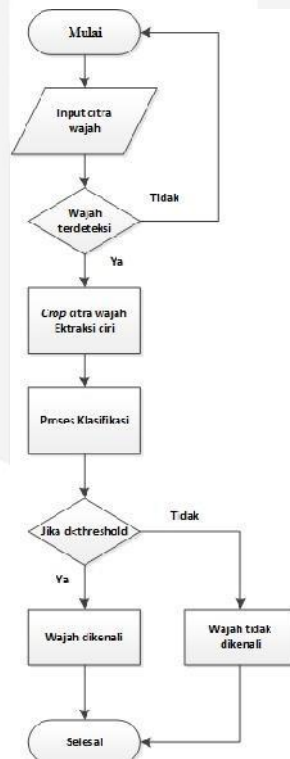 Mulai
Input citra
wajah
Wajah
terdeteksi
Tidak
Ya
Crop citra wajah
Ektraksi ciri
Proses Klasifikasi
Jika d<threshold
Tidak
Ya
Wajah dikenali
Wajah tidak
dikenali
Selesai